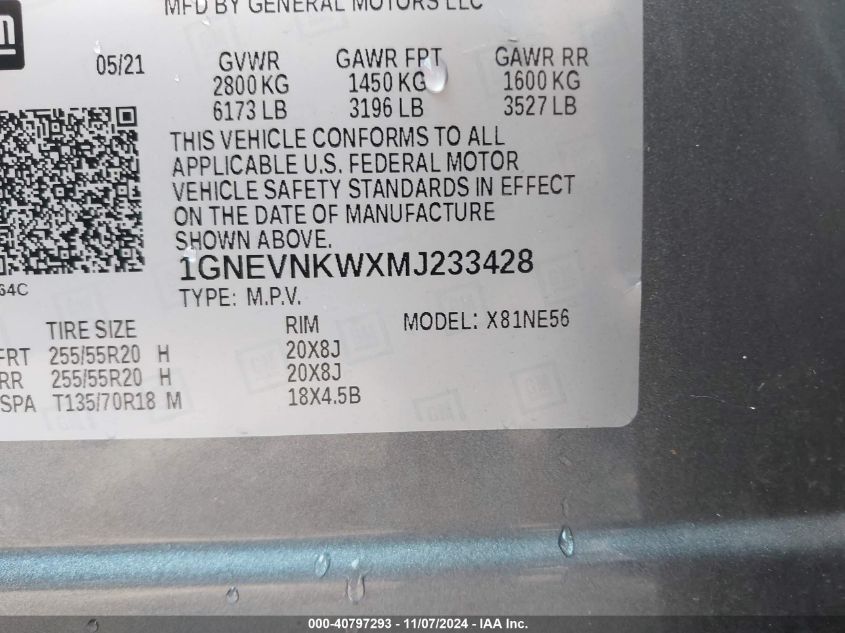 MFD BY GENERAL MOTORS LLC
05/21 GVWR GAWR FRT GAWR RR
2800 KG 1450 KG 1600 KG
6173 LB 3196 LB 3527 LB
THIS VEHICLE CONFORMS TO ALL
APPLICABLE U.S. FEDERAL MOTOR
VEHICLE SAFETY STANDARDS IN EFFECT
ON THE DATE OF MANUFACTURE
SHOWN ABOVE.
1GNEVNKWXMJ233428
64C
TYPE: M.P.V.
TIRE SIZE RIM MODEL: X81NE56
FRT 255/55R20 H 20X8J
RR 255/55R20 H 20X8J
SPA T135/70R18 M 18X4.5B
000-40797293 - 11/07/2024 - IAA Inc.